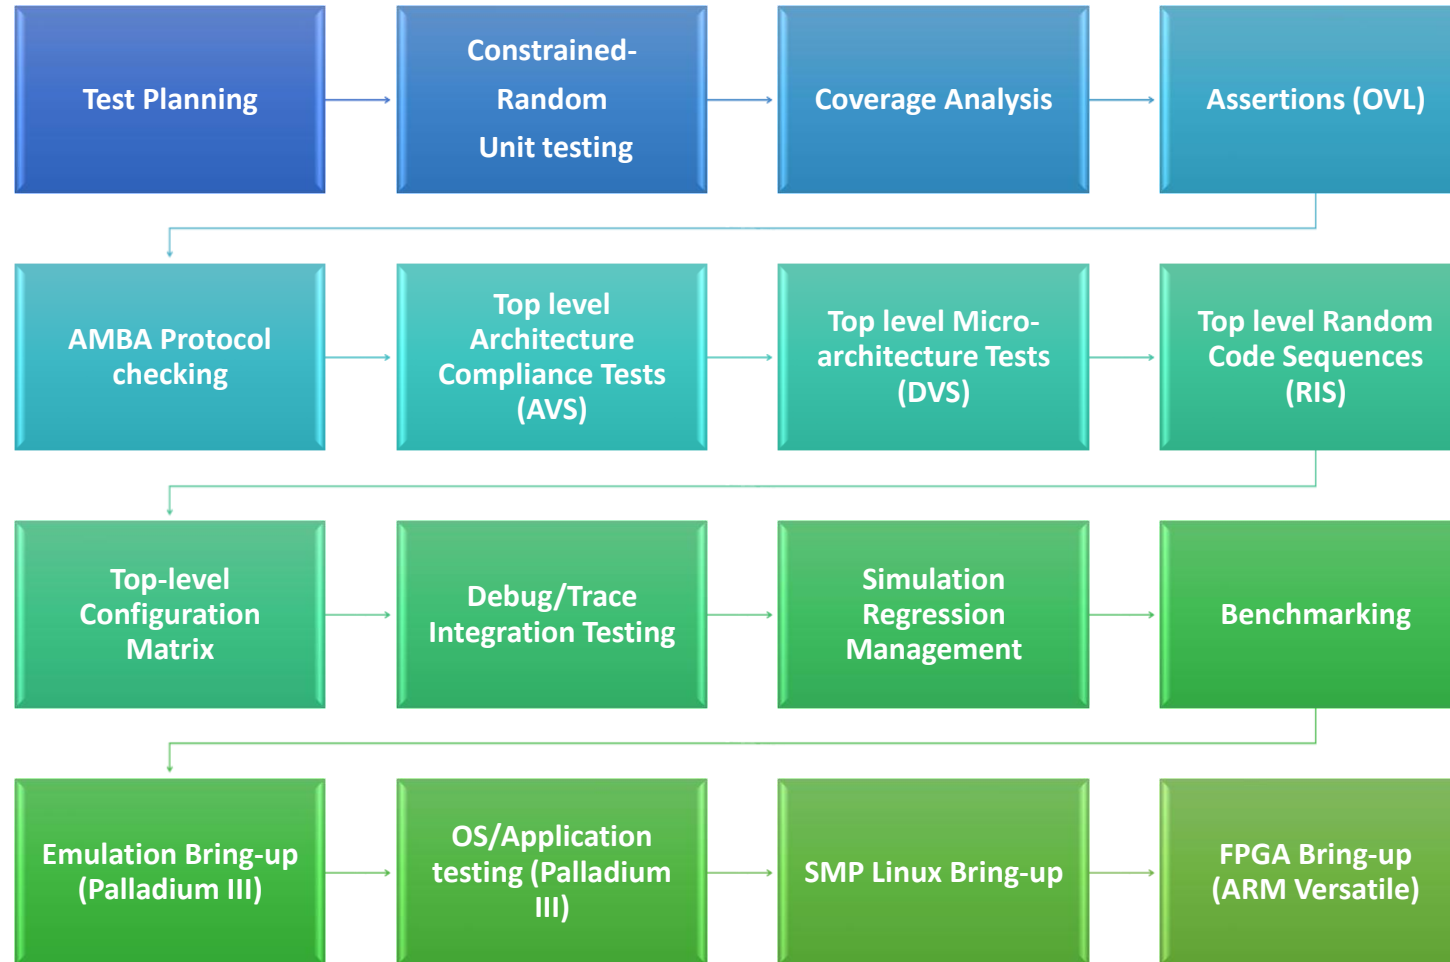 Test Planning
Constrained-
Random
Unit testing
Coverage Analysis
Assertions (OVL)
AMBA Protocol
checking
Top level
Architecture
Compliance Tests
(AVS)
Top level Micro-
architecture Tests
(DVS)
Top level Random
Code Sequences
(RIS)
Top-level
Configuration
Matrix
Debug/Trace
Integration Testing
Simulation
Regression
Management
Benchmarking
Emulation Bring-up
(Palladium III)
OS/Application
testing (Palladium
III)
SMP Linux Bring-up
FPGA Bring-up
(ARM Versatile)